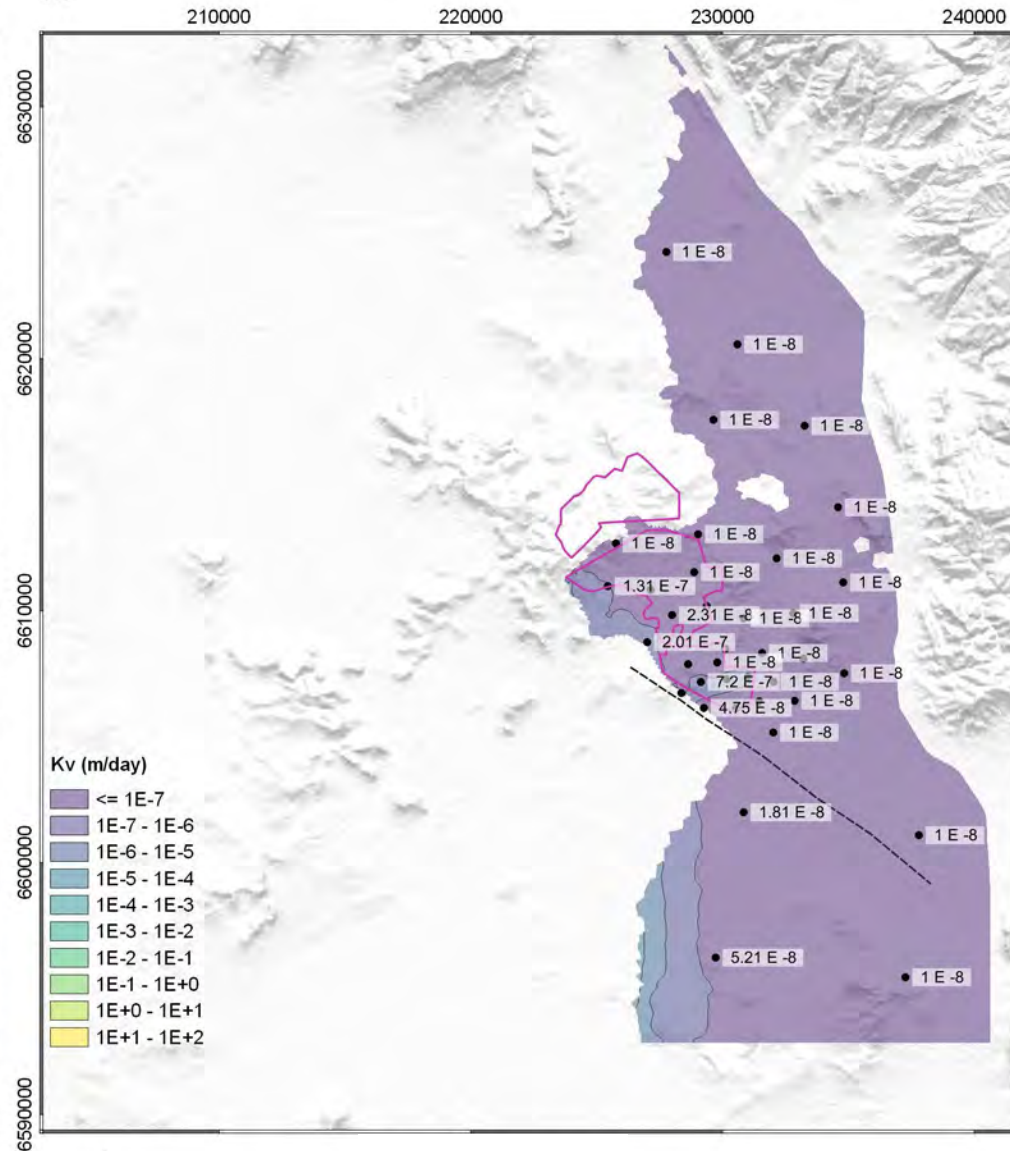 210000 220000 230000 240000
6630000
6620000
6610000
6600000
6590000
1 E -8
1 E -8
1 E -8
1 E -8
1 E -8
1 E -8
1 E -8
1 E -8
1 E -8
1 E -8
1.31 E -7
2.31 E -8
1 E -8
1 E -8
2.01 E -7
1 E -8
1 E -8
1 E -8
7.2 E -7
1 E -8
4.75 E -8
1 E -8
1 E -8
1.81 E -8
1 E -8
5.21 E -8
1 E -8
Kv (m/day)
<= 1E-7
1E-7 - 1E-6
1E-6 - 1E-5
1E-5 - 1E-4
1E-4 - 1E-3
1E-3 - 1E-2
1E-2 - 1E-1
1E-1 - 1E+0
1E+0 - 1E+1
1E+1 - 1E+2